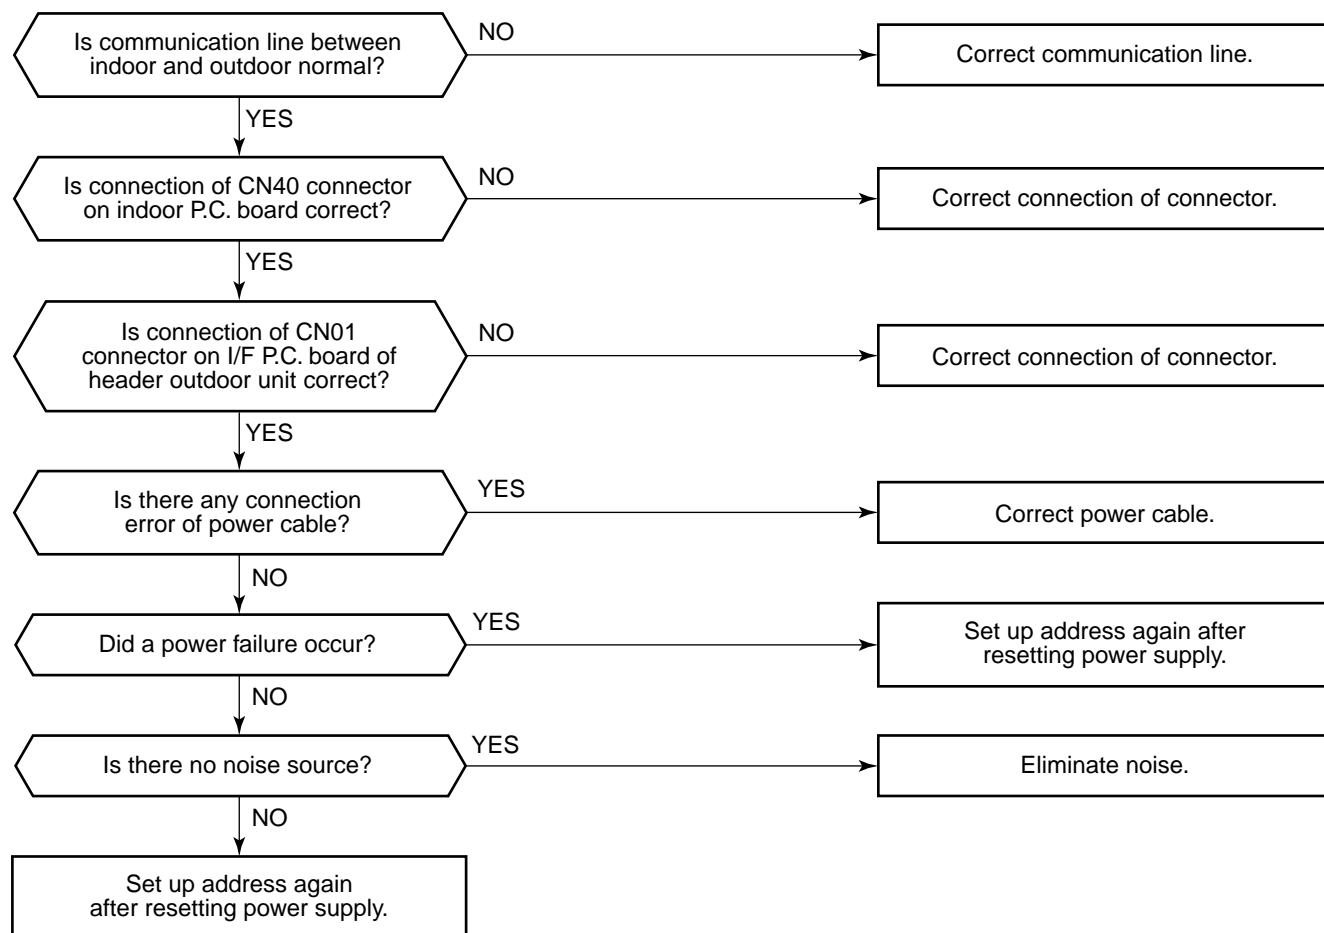 Is communication line between
indoor and outdoor normal?
NO
Correct communication line.
YES
Is connection of CN40 connector
on indoor P.C. board correct?
NO
Correct connection of connector.
YES
Is connection of CN01
connector on I/F P.C. board of
header outdoor unit correct?
NO
Correct connection of connector.
YES
Is there any connection
error of power cable?
YES
Correct power cable.
NO
Did a power failure occur?
YES
Set up address again after
resetting power supply.
NO
Is there no noise source?
YES
Eliminate noise.
NO
Set up address again
after resetting power supply.